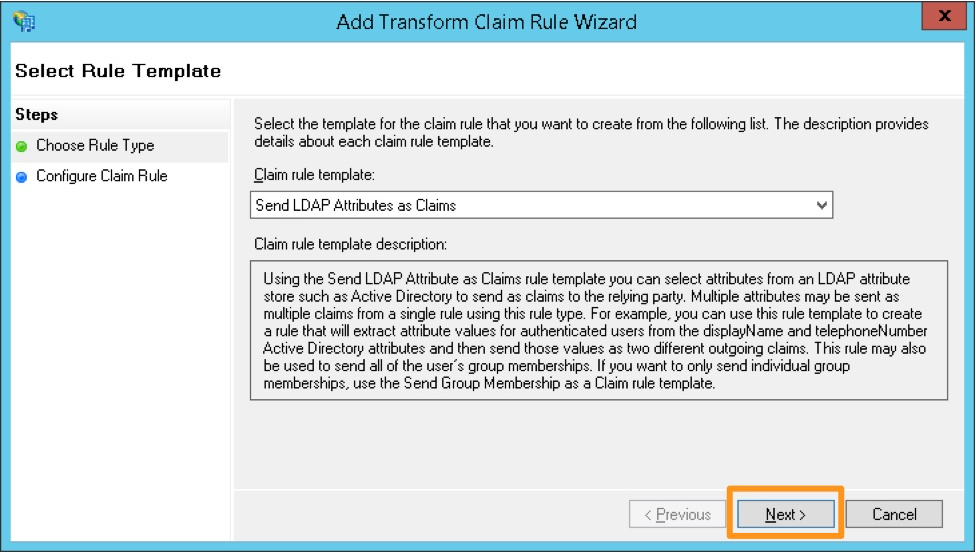 Add Transform Claim Rule Wizard
x
Select Rule Template
Steps
Choose Rule Type
Configure Claim Rule
Select the template for the claim rule that you want to create from the following list. The description provides
details about each claim rule template.
Claim rule template:
Send LDAP Attributes as Claims
Claim rule template description:
Using the Send LDAP Attribute as Claims rule template you can select attributes from an LDAP attribute
store such as Active Directory to send as claims to the relying party. Multiple attributes may be sent as
multiple claims from a single rule using this rule type. For example, you can use this rule template to create
a rule that will extract attribute values for authenticated users from the displayName and telephoneNumber
Active Directory attributes and then send those values as two different outgoing claims. This rule may also
be used to send all of the user's group memberships. If you want to only send individual group
memberships, use the Send Group Membership as a Claim rule template.
< Previous
Next >
Cancel